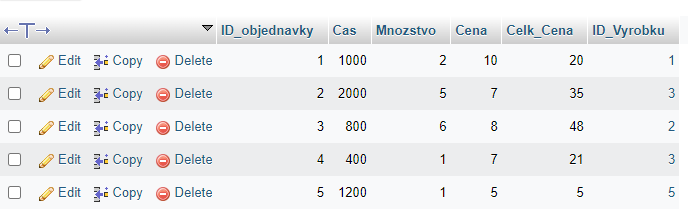 ID_objednavky Cas Mnozstvo Cena Celk_Cena ID_Vyrobku
Edit Copy Delete 1 1000 2 10 20 1
Edit Copy Delete 2 2000 5 7 35 3
Edit Copy Delete 3 800 6 8 48 2
Edit Copy Delete 4 400 1 7 21 3
Edit Copy Delete 5 1200 1 5 5 5